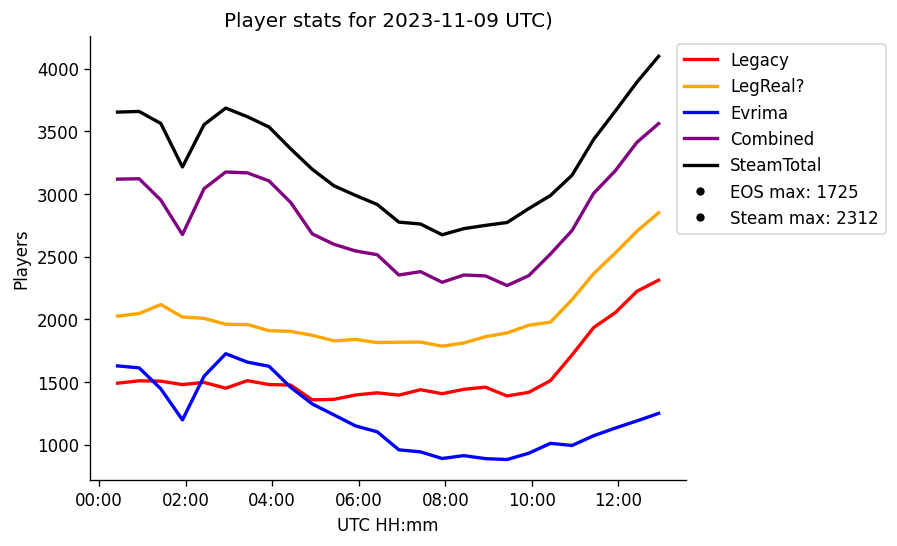 Player stats for 2023-11-09 UTC)
Legacy
LegReal?
Evrima
Combined
SteamTotal
EOS max: 1725
Steam max: 2312
Players
4000
3500
3000
2500
2000
1500
1000
00:00 02:00 04:00 06:00 08:00 10:00 12:00
UTC HH:mm